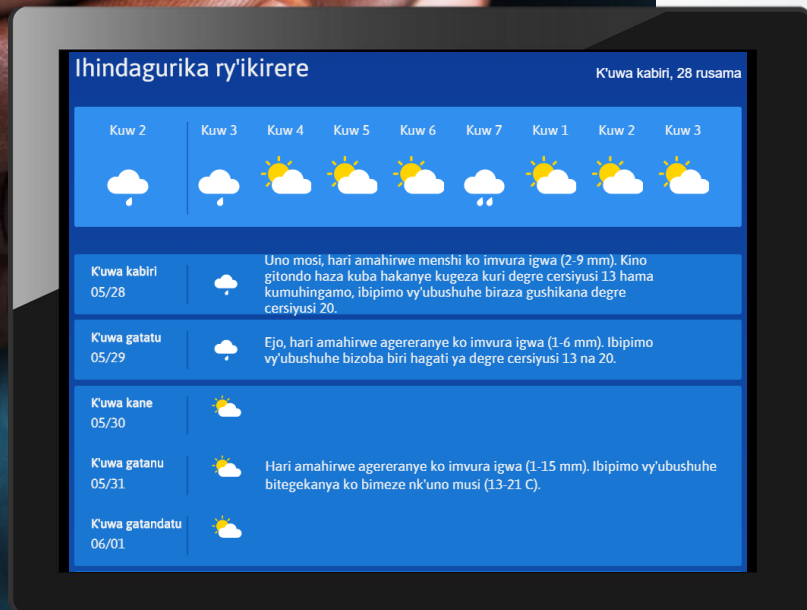 Ihindagurika ry'ikirere
K'uwa kabiri, 28 rusama
Kuw 2 Kuw 3 Kuw 4 Kuw 5 Kuw 6 Kuw 7 Kuw 1 Kuw 2 Kuw 3
K'uwa kabiri
05/28
Uno mosi, hari amahirwe menshi ko imvura igwa (2-9 mm). Kino
gitondo haza kuba hakanye kugeza kuri degre cersiyusi 13 hama
kumuhingamo, ibipimo vy'ubushuhe biraza gushikana degre
cersiyusi 20.
K'uwa gatatu
05/29
Ejo, hari amahirwe agereranye ko imvura igwa (1-6 mm). Ibipimo
vy'ubushuhe bizoba biri hagati ya degre cersiyusi 13 na 20.
K'uwa kane
05/30
K'uwa gatanu
05/31
K'uwa gatandatu
06/01
Hari amahirwe agereranye ko imvura igwa (1-15 mm). Ibipimo vy'ubushuhe
bitegekanya ko bimeze nk'uno musi (13-21 C).